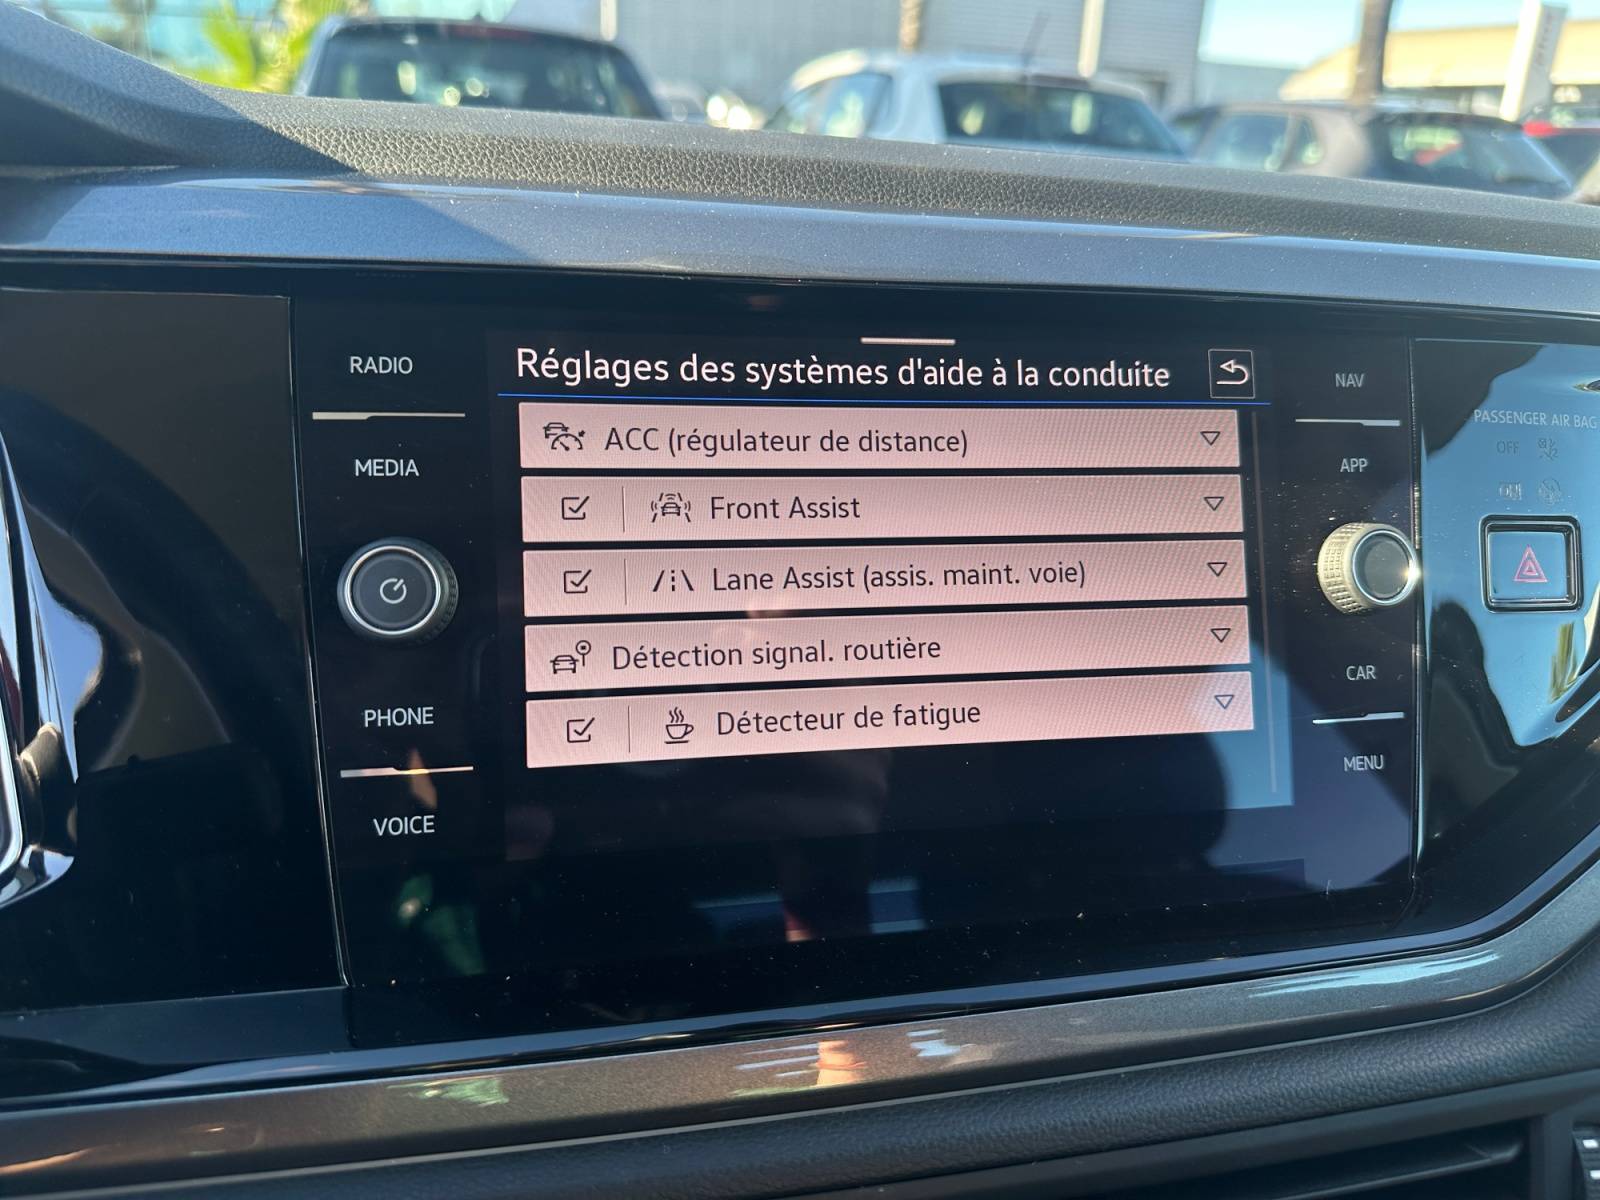 RADIO
MEDIA
PHONE
VOICE
Réglages des systèmes d'aide à la conduite
ACC (régulateur de distance)
Front Assist
Lane Assist (assis. maint. voie)
Détection signal. routière
Détecteur de fatigue
NAV
APP
CAR
MENU
PASSENGER AIR BAG
OFF
ON